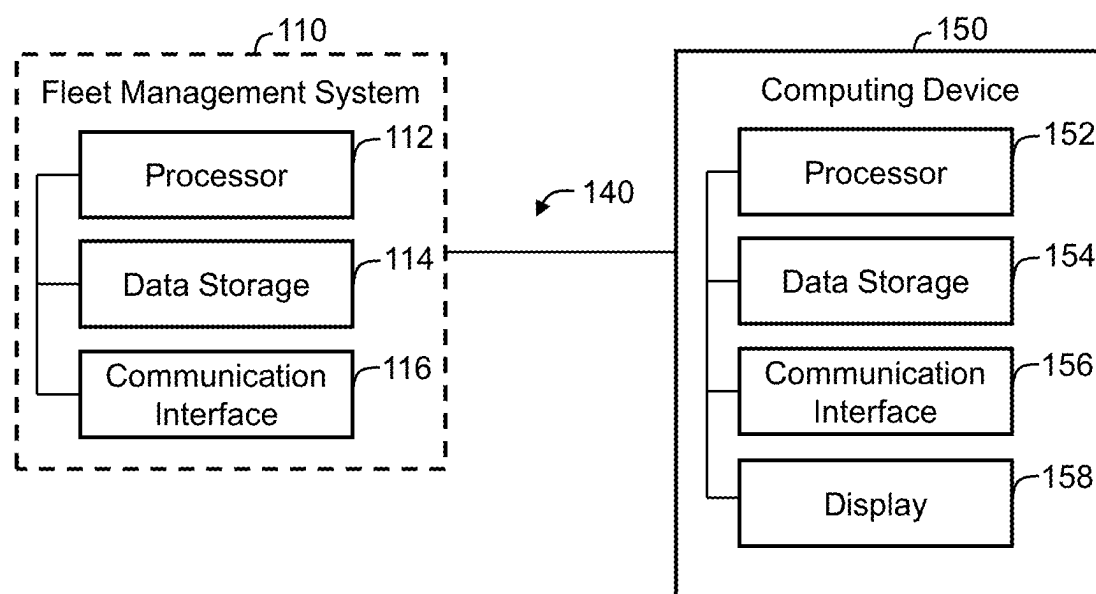 110
Fleet Management System
Processor
112
Data Storage
114
Communication
Interface
116
140
150
Computing Device
Processor
152
Data Storage
154
Communication
Interface
156
Display
158